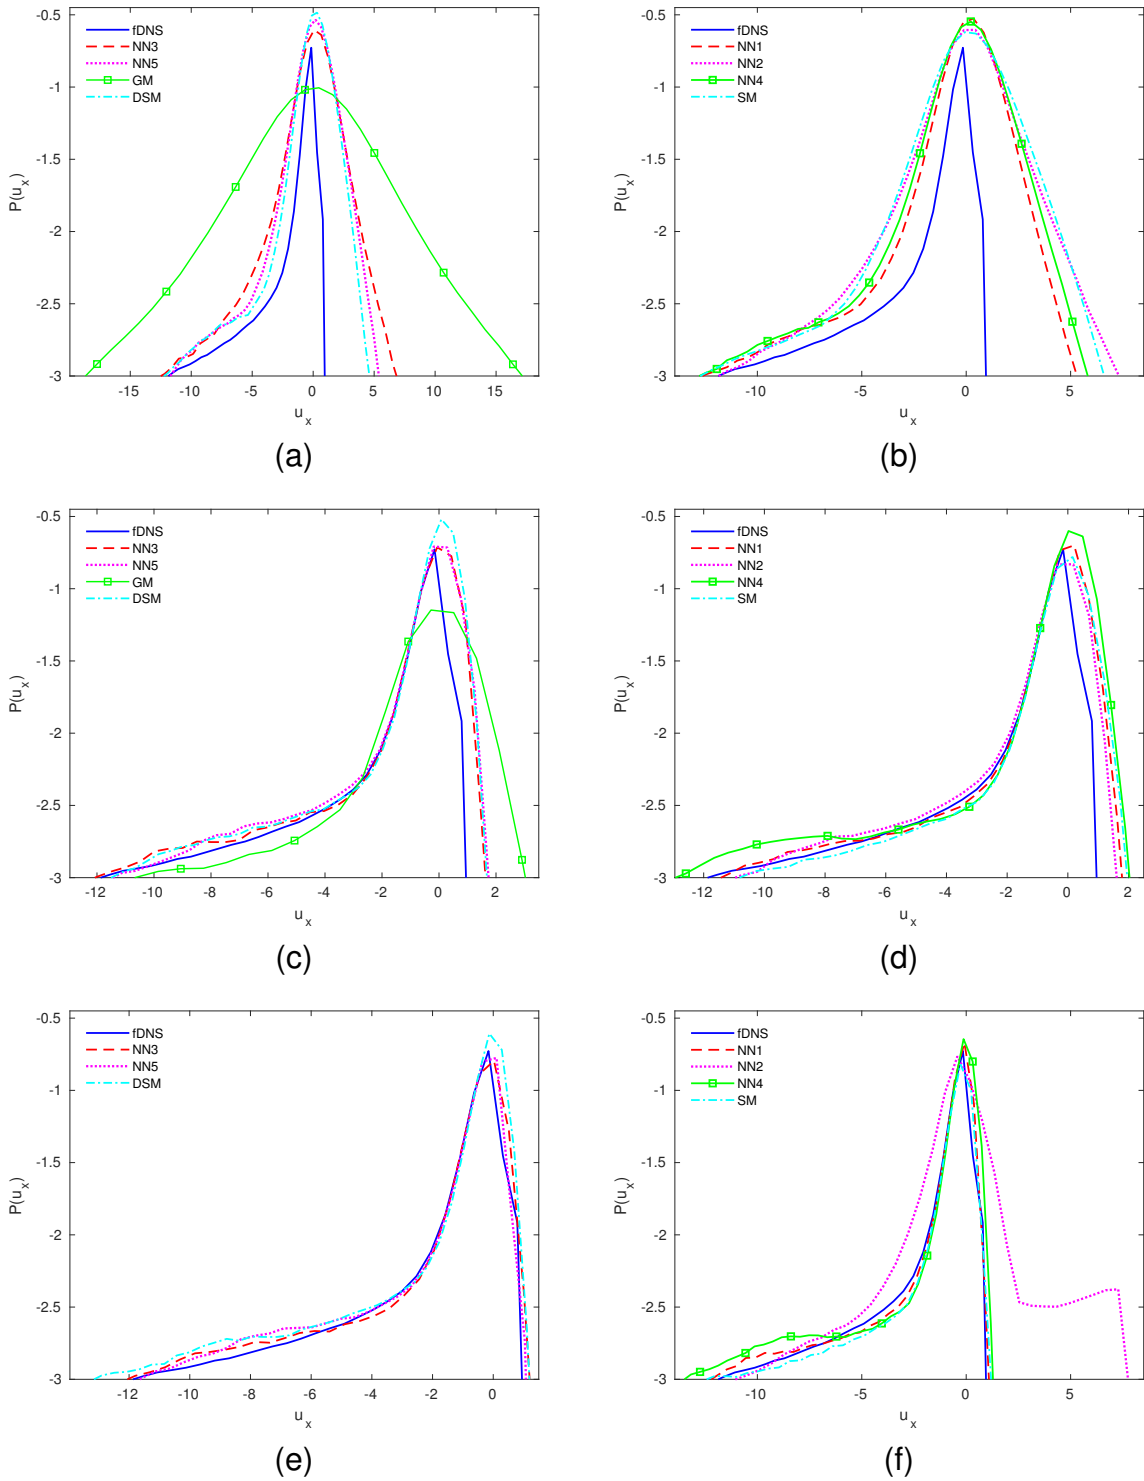 -0.5
-1
-1.5
-2
-2.5
-3
P(u_x)
fDNS
NN3
NN5
GM
DSM
-15 -10 -5 0 5 10 15
u_x
(a)
-0.5
-1
-1.5
-2
-2.5
-3
P(u_x)
fDNS
NN1
NN2
NN4
SM
-10 -5 0 5
u_x
(b)
-0.5
-1
-1.5
-2
-2.5
-3
P(u_x)
fDNS
NN3
NN5
GM
DSM
-12 -10 -8 -6 -4 -2 0 2
u_x
(c)
-0.5
-1
-1.5
-2
-2.5
-3
P(u_x)
fDNS
NN1
NN2
NN4
SM
-12 -10 -8 -6 -4 -2 0 2
u_x
(d)
-0.5
-1
-1.5
-2
-2.5
-3
P(u_x)
fDNS
NN3
NN5
DSM
-12 -10 -8 -6 -4 -2 0
u_x
(e)
-0.5
-1
-1.5
-2
-2.5
-3
P(u_x)
fDNS
NN1
NN2
NN4
SM
-10 -5 0 5
u_x
(f)